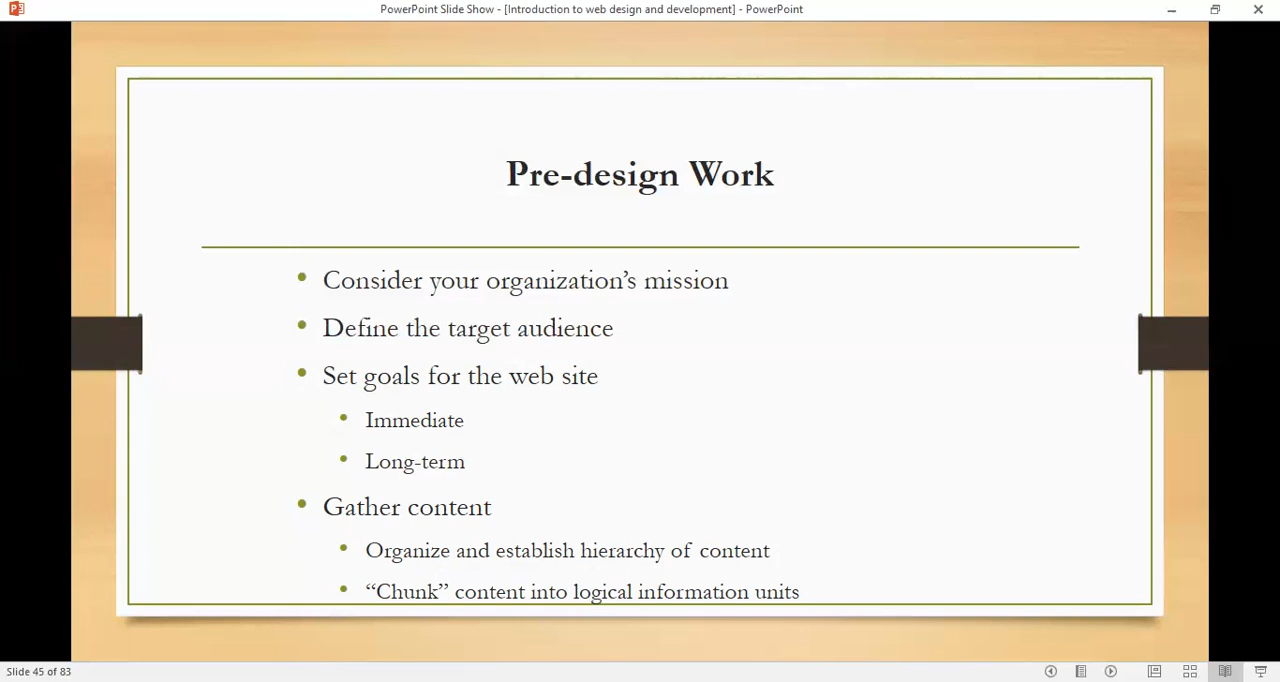 PowerPoint Slide Show - [Introduction to web design and development] - PowerPoint
Pre-design Work
• Consider your organization’s mission
• Define the target audience
• Set goals for the web site
• Immediate
• Long-term
• Gather content
• Organize and establish hierarchy of content
• “Chunk” content into logical information units
Slide 45 of 83